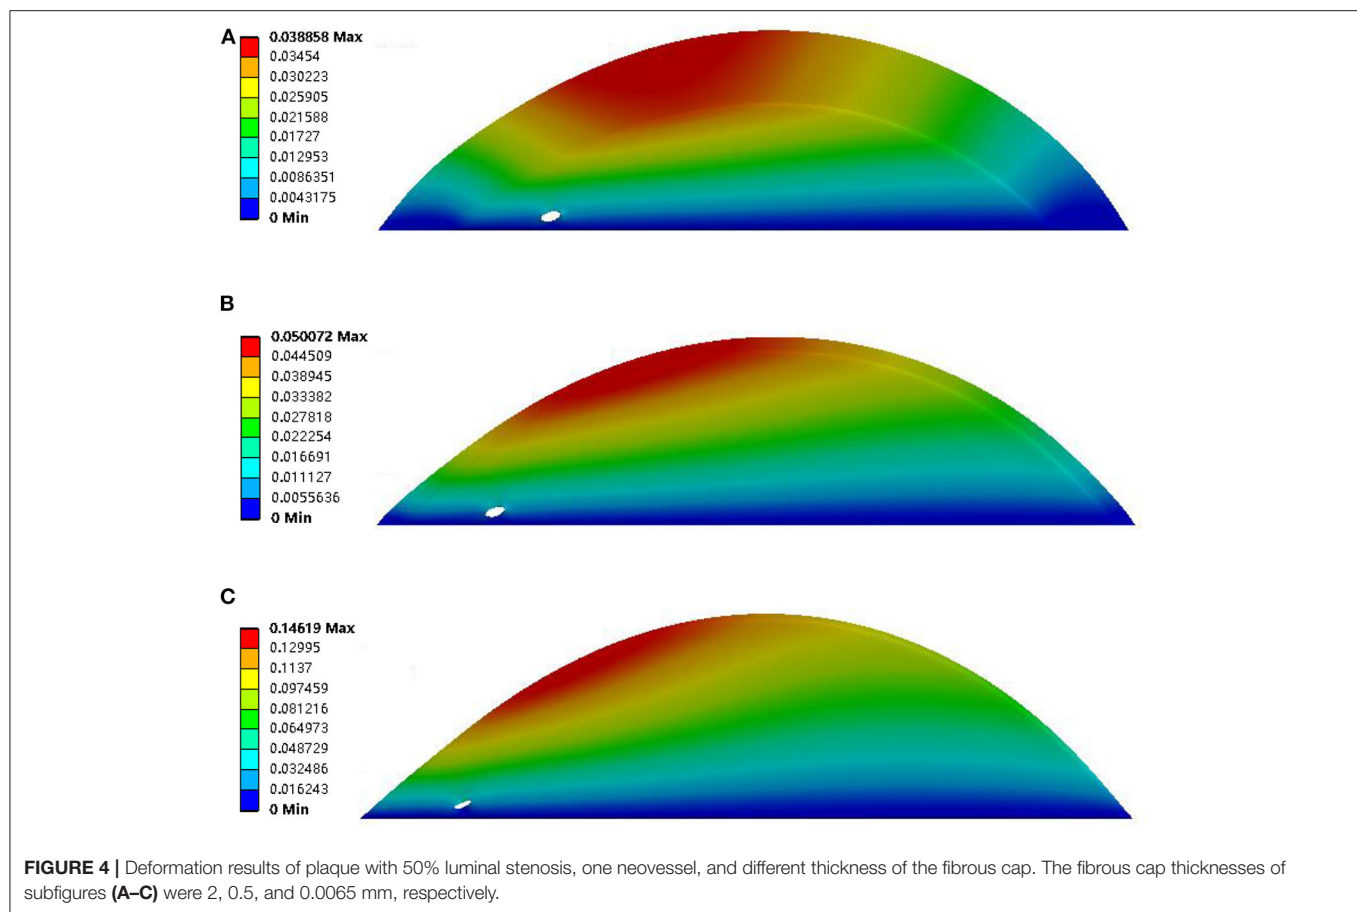 A
0.038858 Max
0.03454
0.030223
0.025905
0.021588
0.01727
0.012953
0.0086351
0.0043175
0 Min
B
0.050072 Max
0.044509
0.038945
0.033382
0.027818
0.022254
0.016691
0.011127
0.0055636
0 Min
C
0.14619 Max
0.12995
0.1137
0.097459
0.081216
0.064973
0.048729
0.032486
0.016243
0 Min
FIGURE 4 | Deformation results of plaque with 50% luminal stenosis, one neovessel, and different thickness of the fibrous cap. The fibrous cap thicknesses of
subfigures (A–C) were 2, 0.5, and 0.0065 mm, respectively.